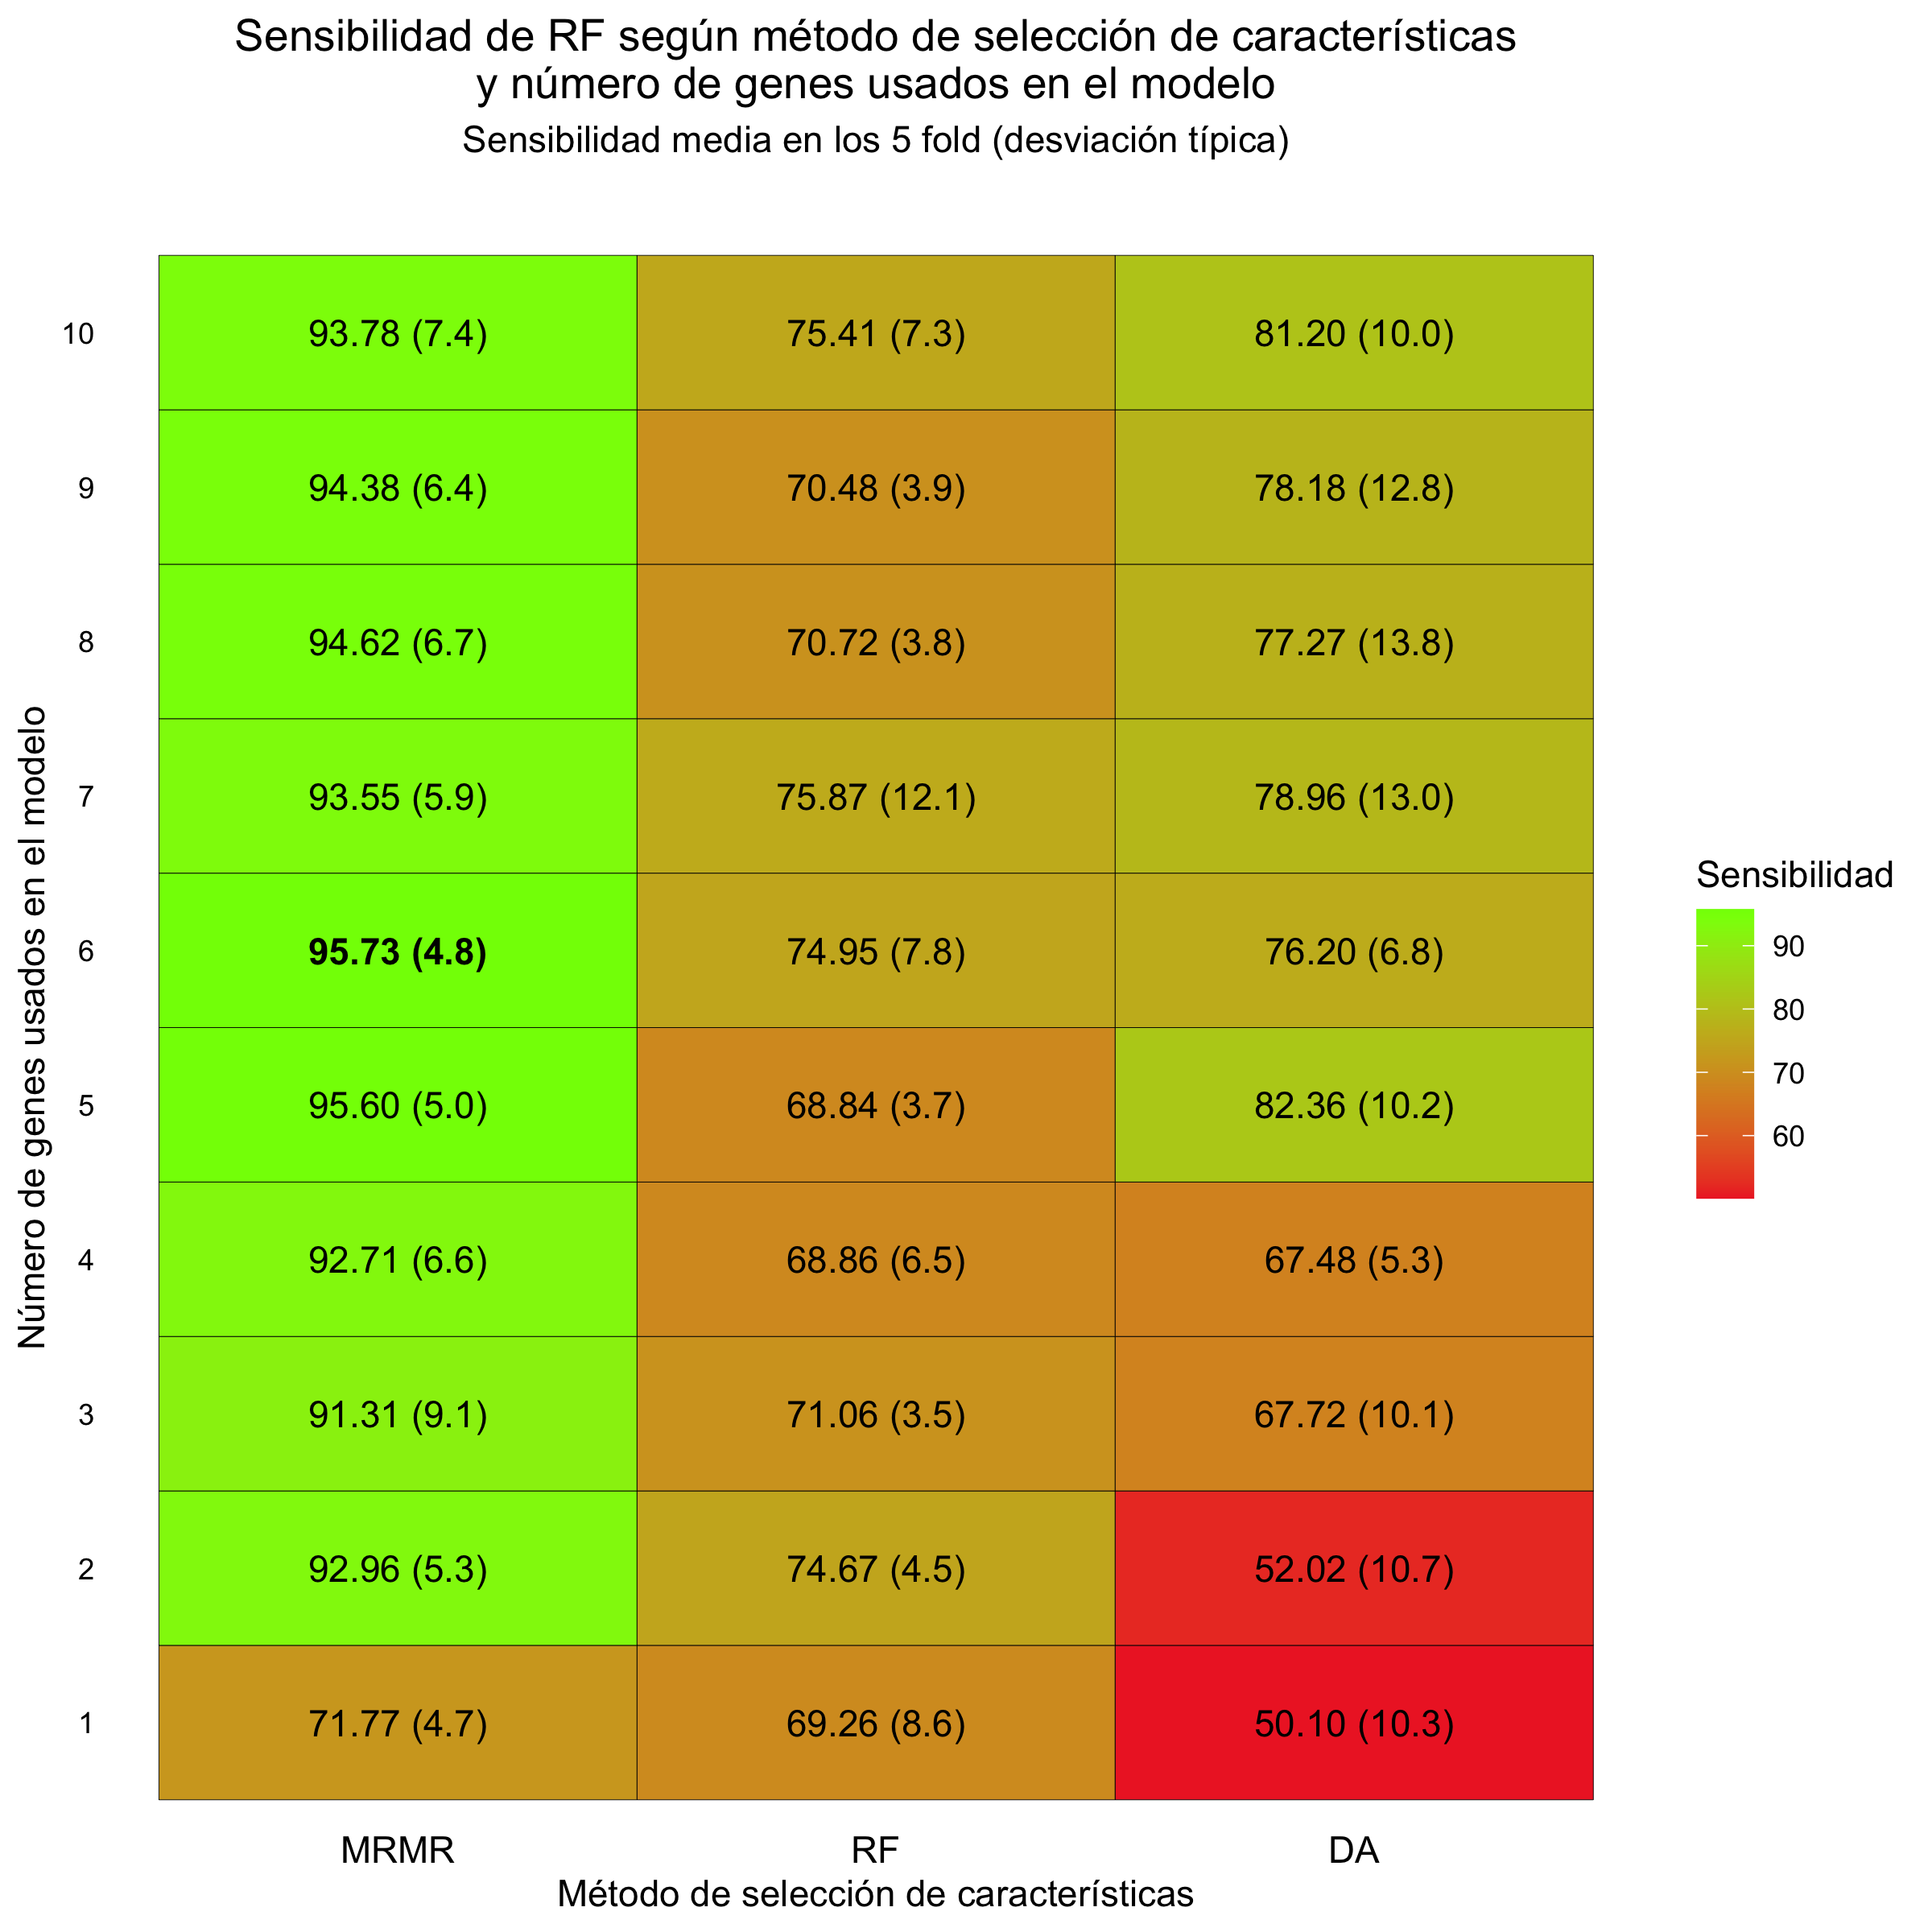 Sensibilidad de RF según método de selección de características
y número de genes usados en el modelo
Sensibilidad media en los 5 fold (desviación típica)
Número de genes usados en el modelo
10 93.78 (7.4) 75.41 (7.3) 81.20 (10.0)
9 94.38 (6.4) 70.48 (3.9) 78.18 (12.8)
8 94.62 (6.7) 70.72 (3.8) 77.27 (13.8)
7 93.55 (5.9) 75.87 (12.1) 78.96 (13.0)
6 95.73 (4.8) 74.95 (7.8) 76.20 (6.8)
5 95.60 (5.0) 68.84 (3.7) 82.36 (10.2)
4 92.71 (6.6) 68.86 (6.5) 67.48 (5.3)
3 91.31 (9.1) 71.06 (3.5) 67.72 (10.1)
2 92.96 (5.3) 74.67 (4.5) 52.02 (10.7)
1 71.77 (4.7) 69.26 (8.6) 50.10 (10.3)
MRMR RF DA
Método de selección de características
Sensibilidad
90
80
70
60